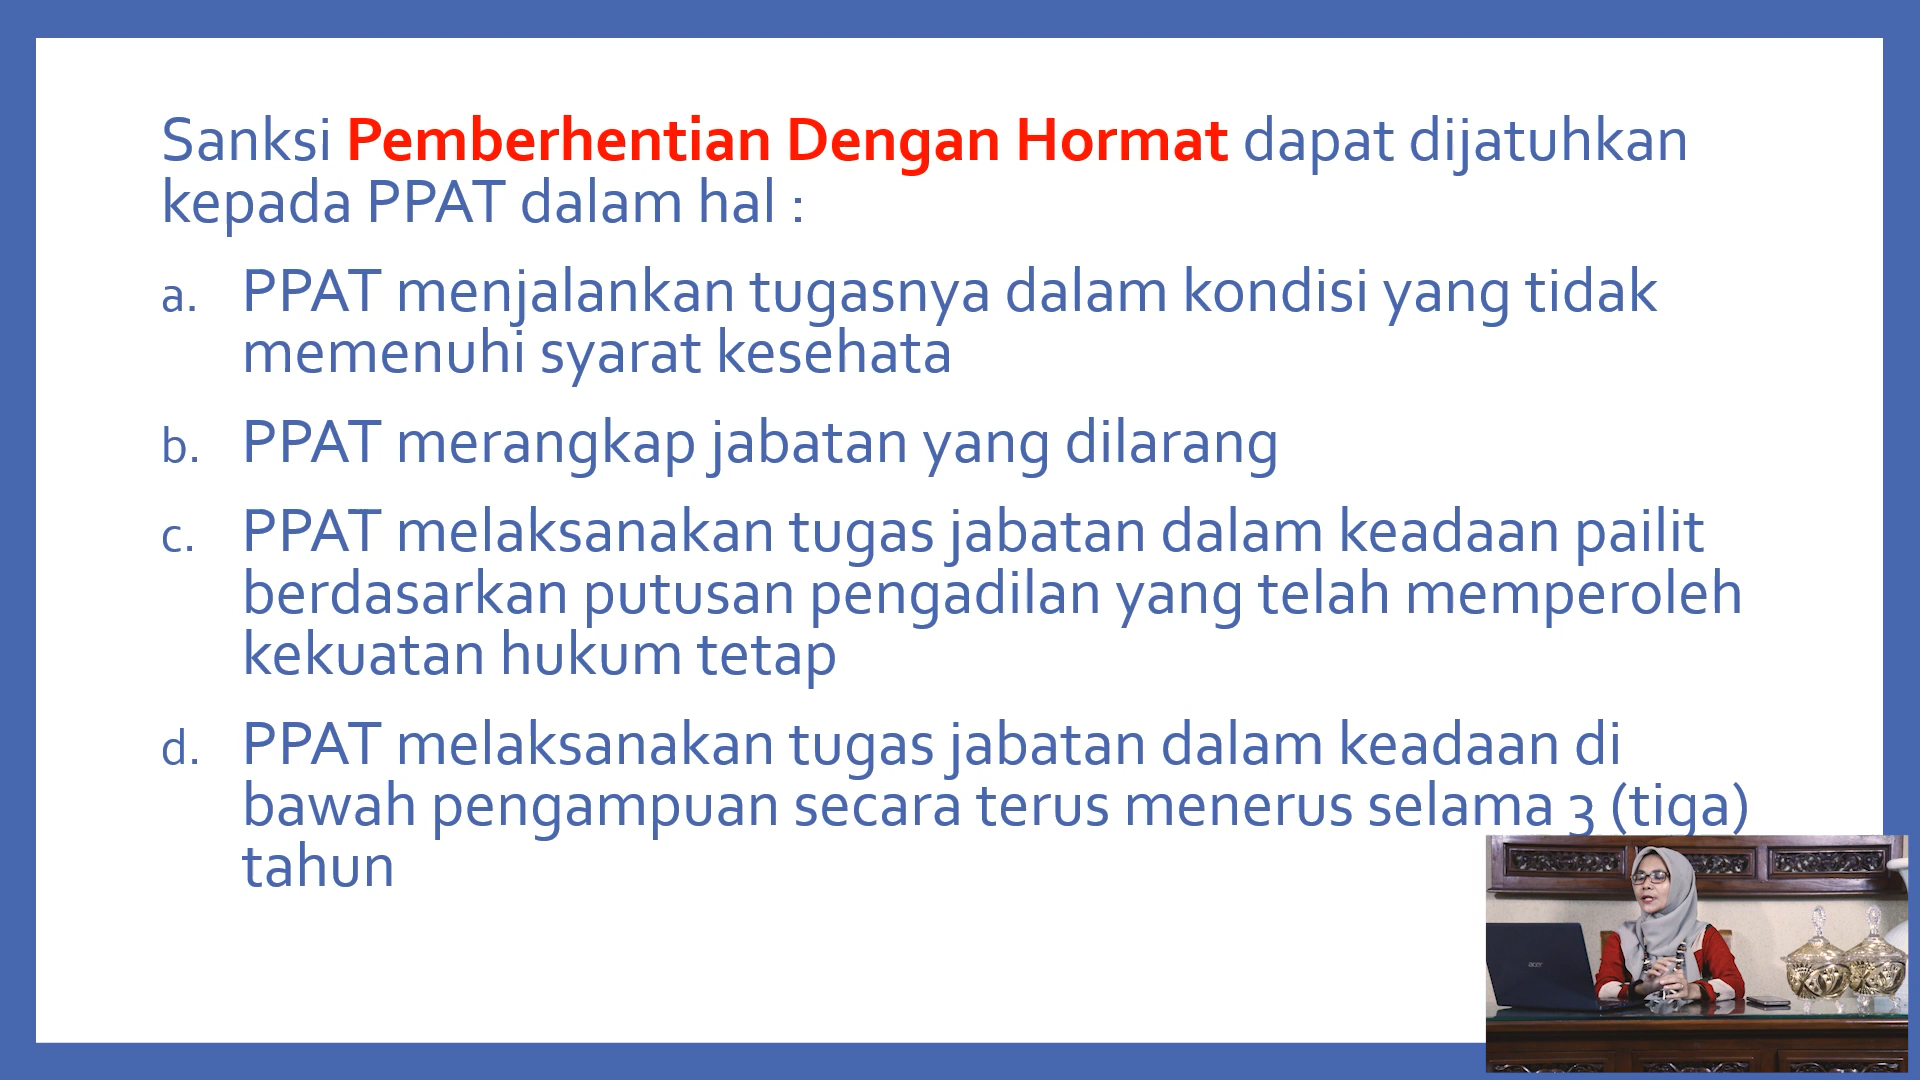 Sanksi Pemberhentian Dengan Hormat dapat dijatuhkan
kepada PPAT dalam hal :
a. PPAT menjalankan tugasnya dalam kondisi yang tidak
memenuhi syarat kesehata
b. PPAT merangkap jabatan yang dilarang
c. PPAT melaksanakan tugas jabatan dalam keadaan pailit
berdasarkan putusan pengadilan yang telah memperoleh
kekuatan hukum tetap
d. PPAT melaksanakan tugas jabatan dalam keadaan di
bawah pengampuan secara terus menerus selama 3 (tiga)
tahun
acer